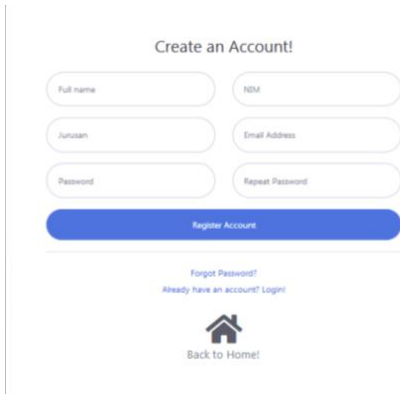 Create an Account!
Full name
NIM
Jurusan
Email Address
Password
Repeat Password
Register Account
Forgot Password?
Already have an account? Login!
Back to Home!